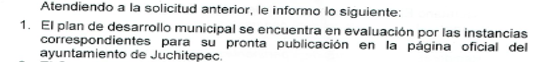 Atendiendo a la solicitud anterior, le informo lo siguiente:
1. El plan de desarrollo municipal se encuentra en evaluación por las instancias
correspondientes para su pronta publicación en la página oficial del
ayuntamiento de Juchitepec.